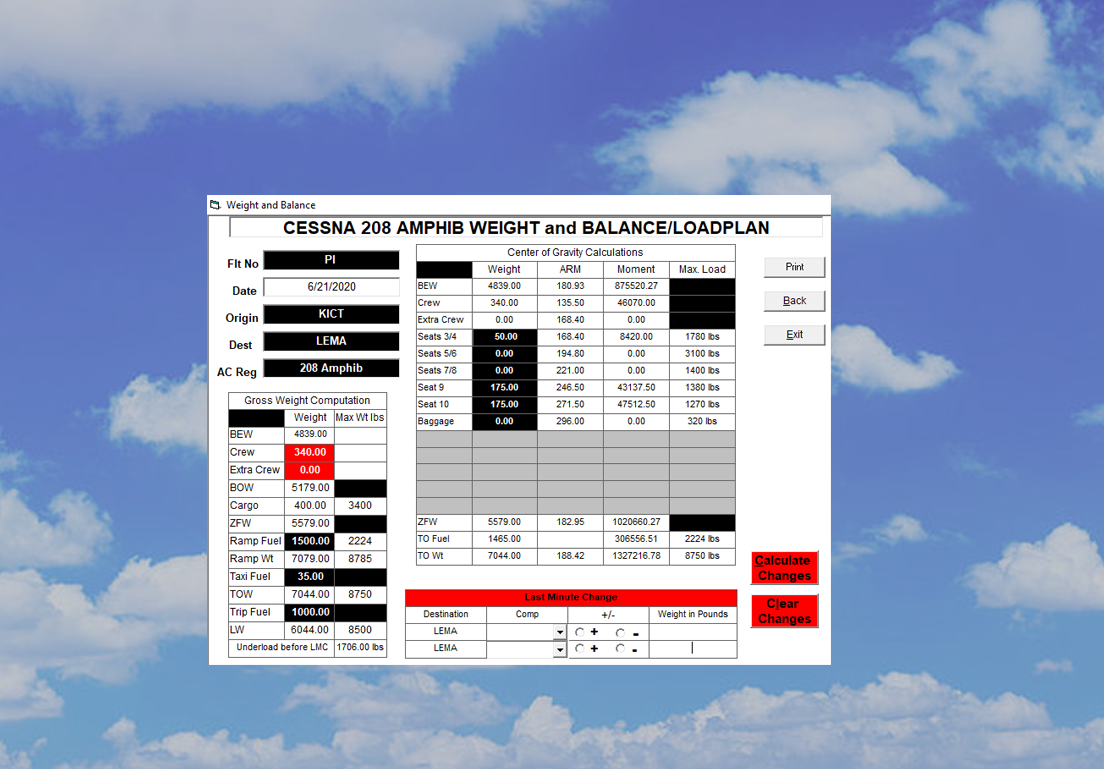 Weight and Balance
CESSNA 208 AMPHIB WEIGHT and BALANCE/LOADPLAN
Flt No PI
Date 6/21/2020
Origin KICT
Dest LEMA
AC Reg 208 Amphib
Gross Weight Computation
Weight Max Wt lbs
BEW 4839.00
Crew 340.00
Extra Crew 0.00
BOW 5179.00
Cargo 400.00 3400
ZFW 5579.00
Ramp Fuel 1500.00 2224
Ramp Wt 7079.00 8785
Taxi Fuel 35.00
TOW 7044.00 8750
Trip Fuel 1000.00
LW 6044.00 8500
Underload before LMC 1706.00 lbs
Center of Gravity Calculations
Weight ARM Moment Max. Load
BEW 4839.00 180.93 875520.27
Crew 340.00 135.50 46070.00
Extra Crew 0.00 168.40 0.00
Seats 3/4 50.00 168.40 8420.00 1780 lbs
Seats 5/6 0.00 194.80 0.00 3100 lbs
Seats 7/8 0.00 221.00 0.00 1400 lbs
Seat 9 175.00 246.50 43137.50 1380 lbs
Seat 10 175.00 271.50 47512.50 1270 lbs
Baggage 0.00 296.00 0.00 320 lbs
ZFW 5579.00 182.95 1020660.27
TO Fuel 1465.00 306556.51 2224 lbs
TO Wt 7044.00 188.42 1327216.78 8750 lbs
Last Minute Change
Destination Comp +/- Weight in Pounds
LEMA + -
LEMA + -
Print
Back
Exit
Calculate
Changes
Clear
Changes